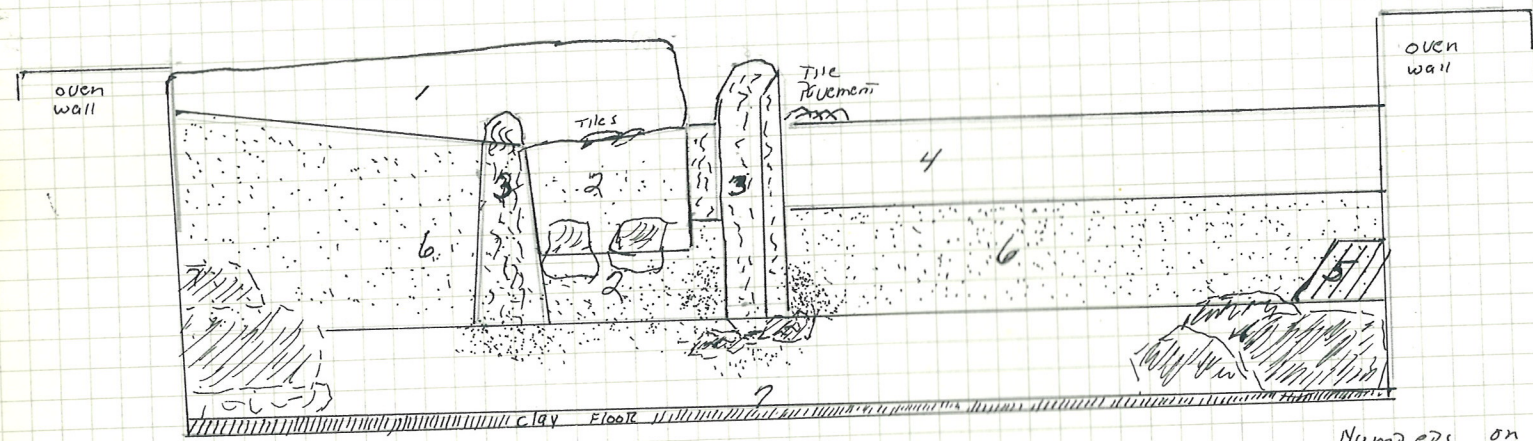 oven
wall
oven
wall
Tile
Pavement
1
Tiles
3
2
3
4
6
6
5
2
7
clay Floor
Numbers on